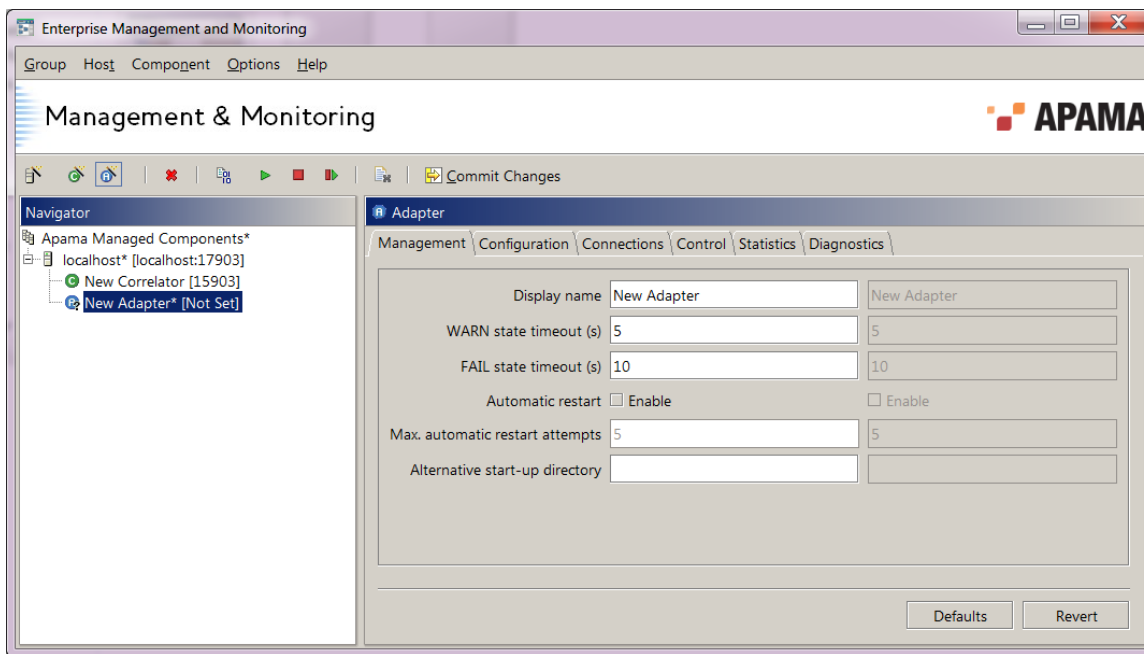 Enterprise Management and Monitoring
Group Host Component Options Help
Management & Monitoring
APAMA
Commit Changes
Navigator
Apama Managed Components*
localhost* [localhost:17903]
New Correlator [15903]
New Adapter* [Not Set]
Adapter
Management Configuration Connections Control Statistics Diagnostics
Display name New Adapter New Adapter
WARN state timeout (s) 5 5
FAIL state timeout (s) 10 10
Automatic restart Enable Enable
Max. automatic restart attempts 5 5
Alternative start-up directory
Defaults Revert